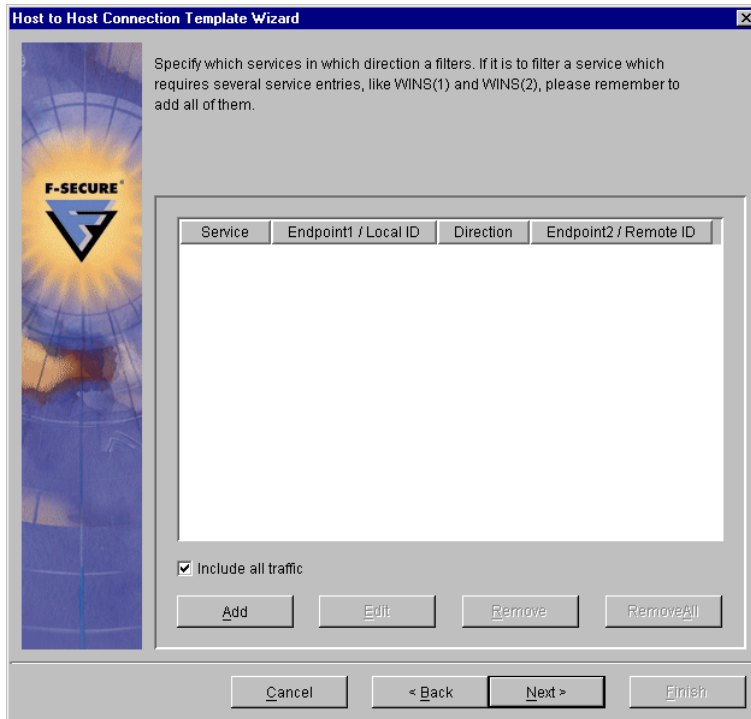 Host to Host Connection Template Wizard
Specify which services in which direction a filters. If it is to filter a service which
requires several service entries, like WINS(1) and WINS(2), please remember to
add all of them.
F-SECURE®
Service Endpoint1 / Local ID Direction Endpoint2 / Remote ID
Include all traffic
Add Edit Remove RemoveAll
Cancel < Back Next > Finish